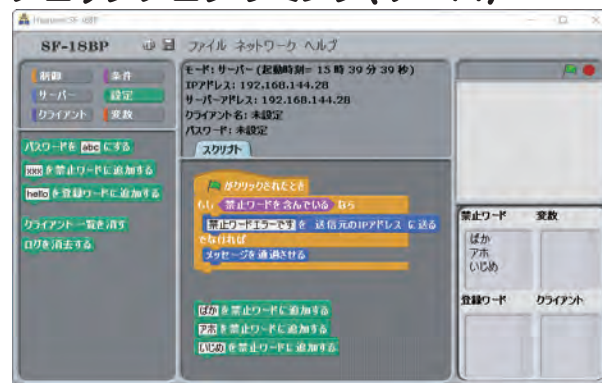 SF-18BP
ファイル ネットワーク ヘルプ
制御
条件
サーバー
設定
クライアント
変数
パスワードを abc にする
xxx を禁止ワードに追加する
hello を登録ワードに追加する
クライアント一覧を消す
ログを消去する
モード: サーバー (起動時刻= 15 時 39 分 39 秒)
IPアドレス: 192.168.144.28
サーバーアドレス: 192.168.144.28
クライアント名: 未設定
パスワード: 未設定
スクリプト
がクリックされたとき
もし 禁止ワードを含んでいる なら
禁止ワードエラーです を 送信元のIPアドレス に送る
でなければ
メッセージを通過させる
ばか を禁止ワードに追加する
アホ を禁止ワードに追加する
いじめ を禁止ワードに追加する
禁止ワード
変数
ばか
アホ
いじめ
登録ワード
クライアント